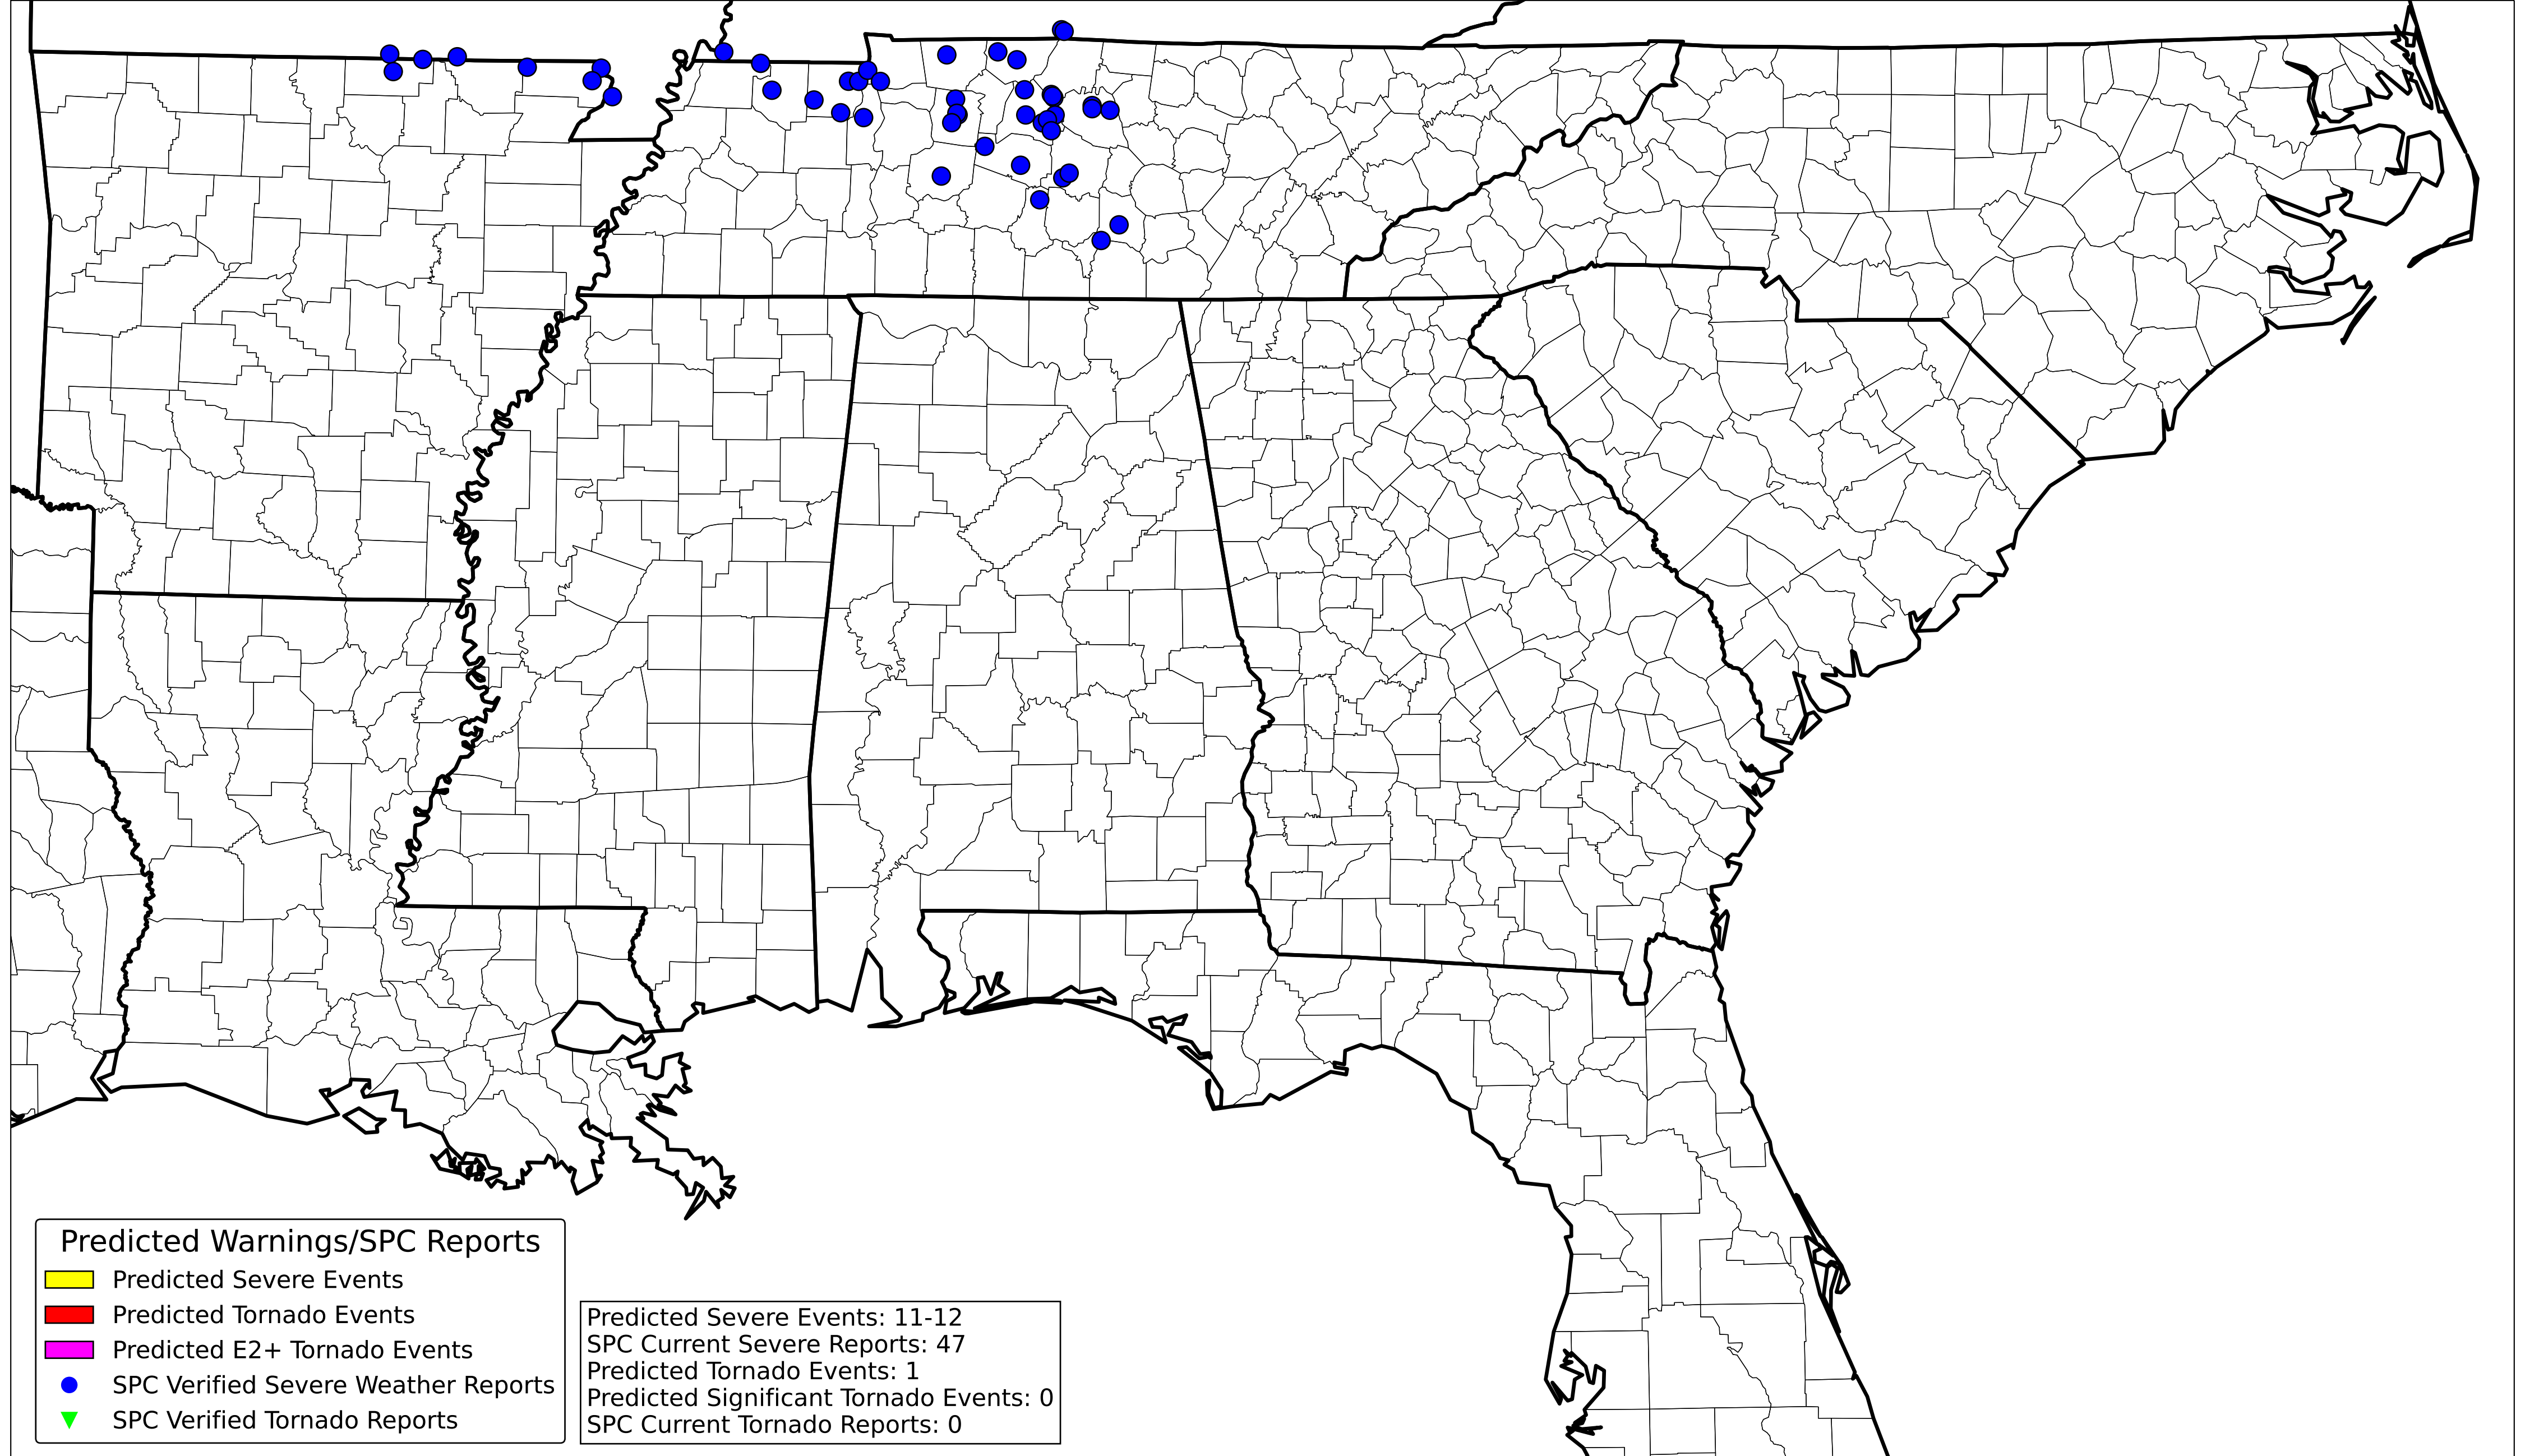 Predicted Warnings/SPC Reports
Predicted Severe Events
Predicted Tornado Events
Predicted E2+ Tornado Events
SPC Verified Severe Weather Reports
SPC Verified Tornado Reports
Predicted Severe Events: 11-12
SPC Current Severe Reports: 47
Predicted Tornado Events: 1
Predicted Significant Tornado Events: 0
SPC Current Tornado Reports: 0